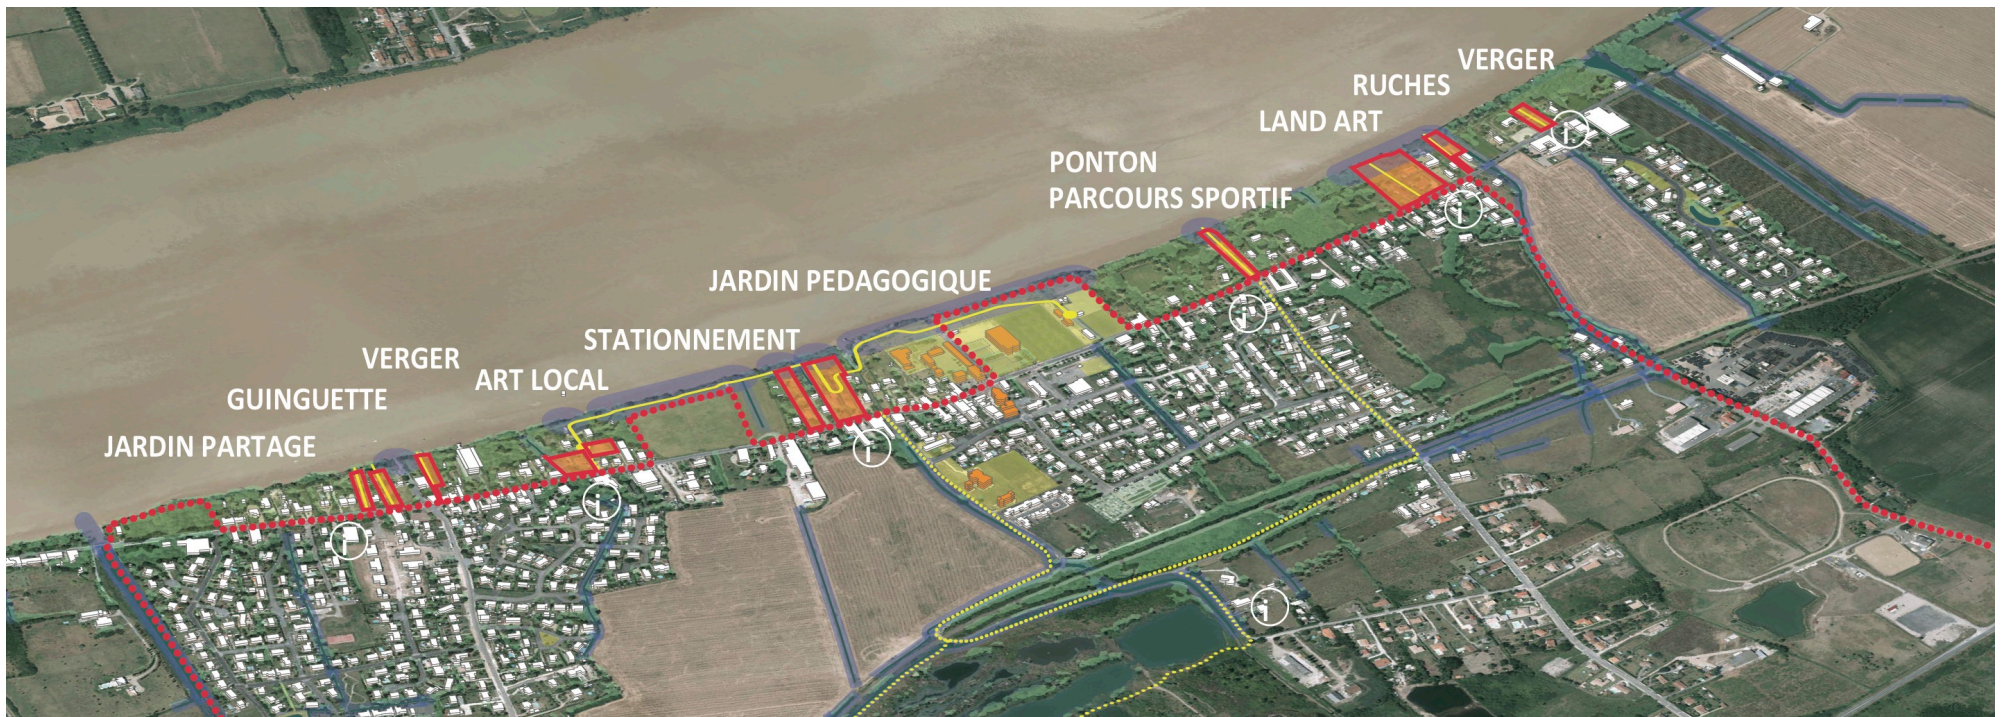 VERGER
RUCHES
LAND ART
PONTON
PARCOURS SPORTIF
JARDIN PEDAGOGIQUE
STATIONNEMENT
VERGER
ART LOCAL
GUINGUETTE
JARDIN PARTAGE
i
i
i
i
i
i
i